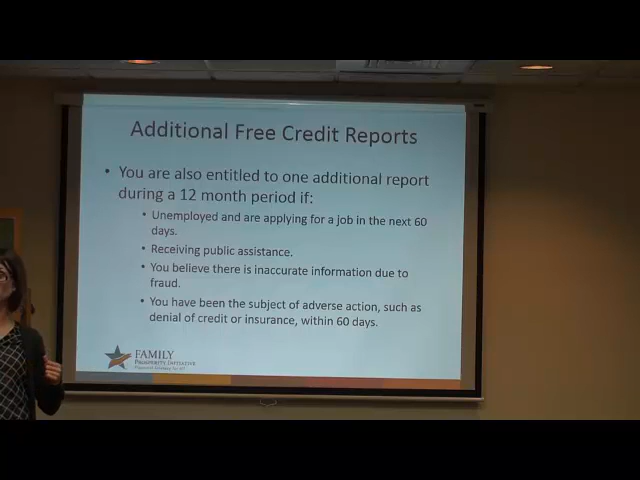 Additional Free Credit Reports
• You are also entitled to one additional report
during a 12 month period if:
• Unemployed and are applying for a job in the next 60
days.
• Receiving public assistance.
• You believe there is inaccurate information due to
fraud.
• You have been the subject of adverse action, such as
denial of credit or insurance, within 60 days.
FAMILY
PROSPERITY INITIATIVE